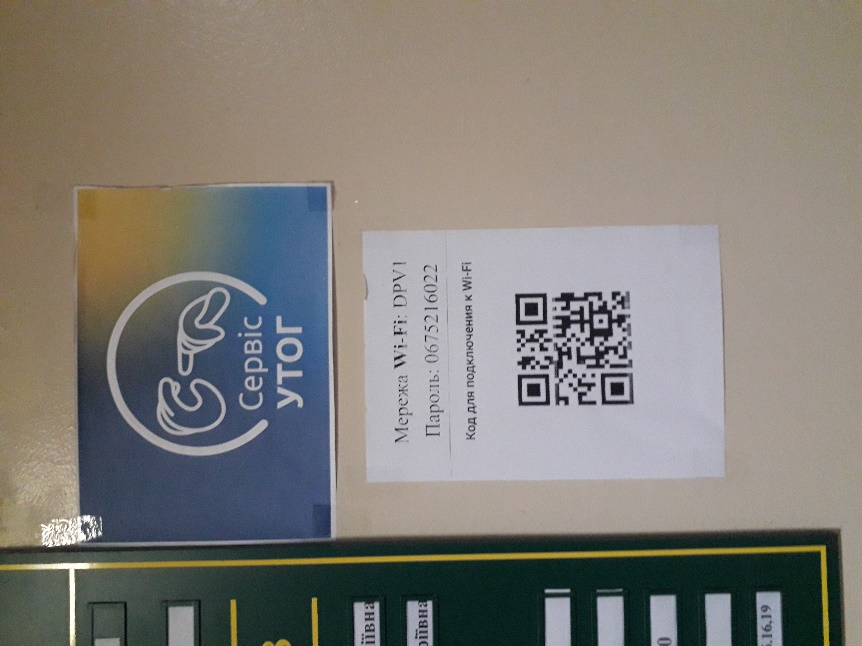 Сервіс
УТОГ
Мережа Wi-Fi: DPV1
Пароль: 0675216022
Код для подключения к Wi-Fi